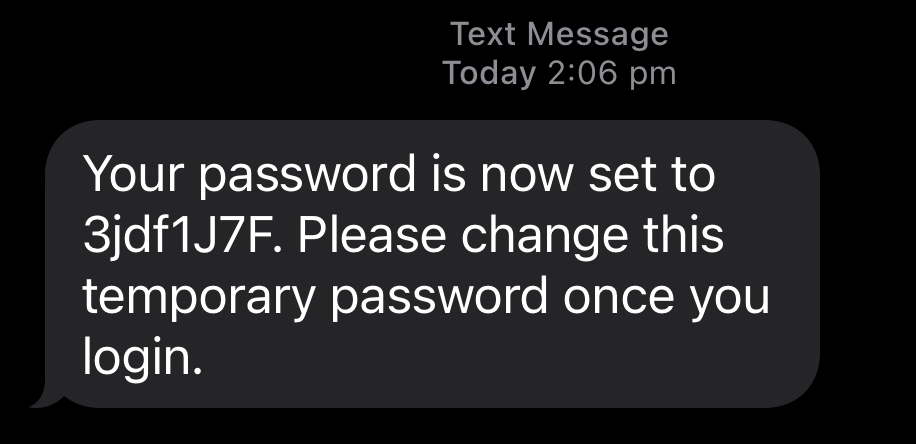 Text Message
Today 2:06 pm
Your password is now set to
3jdf1J7F. Please change this
temporary password once you
login.